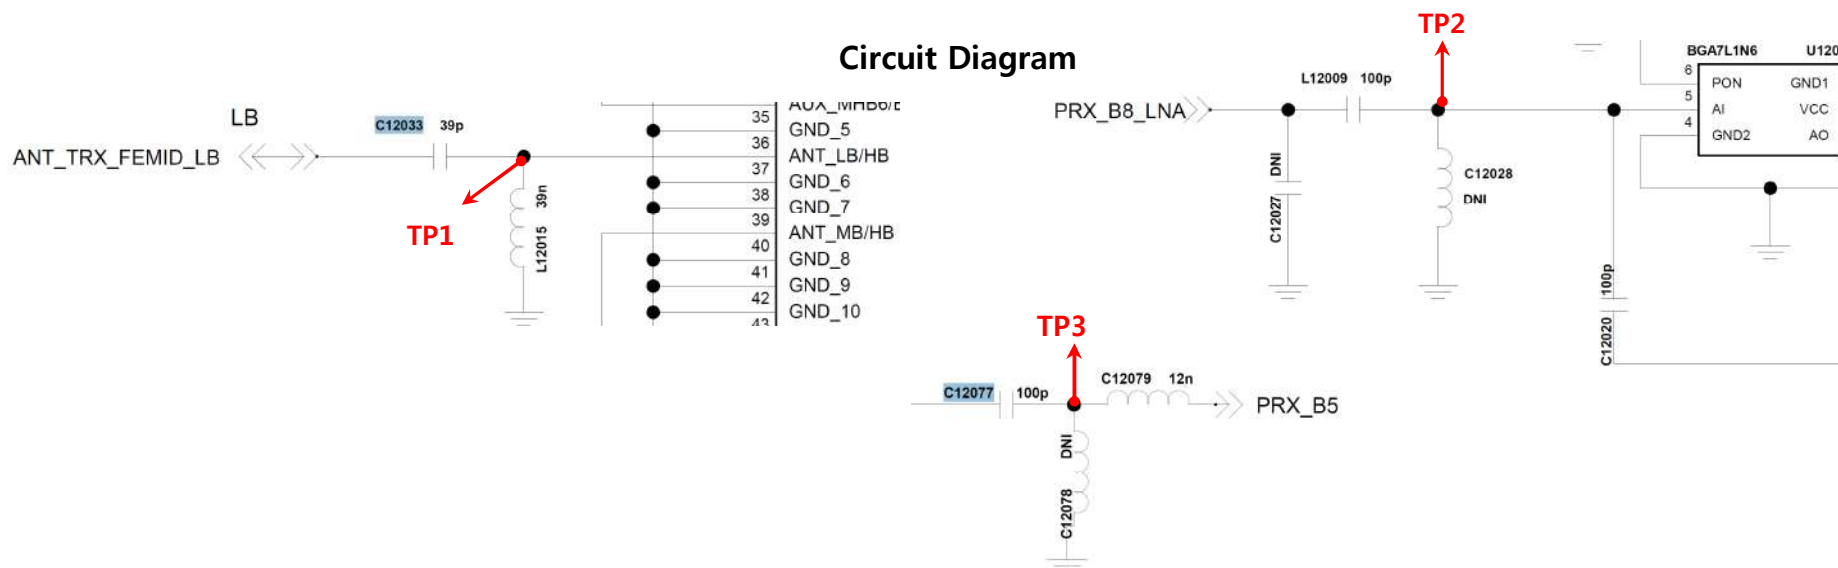 Circuit Diagram
LB
ANT_TRX_FEMID_LB
C12033 39p
TP1
L12015 39n
35
GND_5
36
ANT_LB/HB
37
GND_6
38
GND_7
39
ANT_MB/HB
40
GND_8
41
GND_9
42
GND_10
TP2
PRX_B8_LNA
L12009 100p
C12027 DNI
C12028
DNI
BGA7L1N6
6 PON GND1
5 AI VCC
4 GND2 AO
C12020 100p
TP3
C12077 100p
C12079 12n
PRX_B5
C12078 DNI